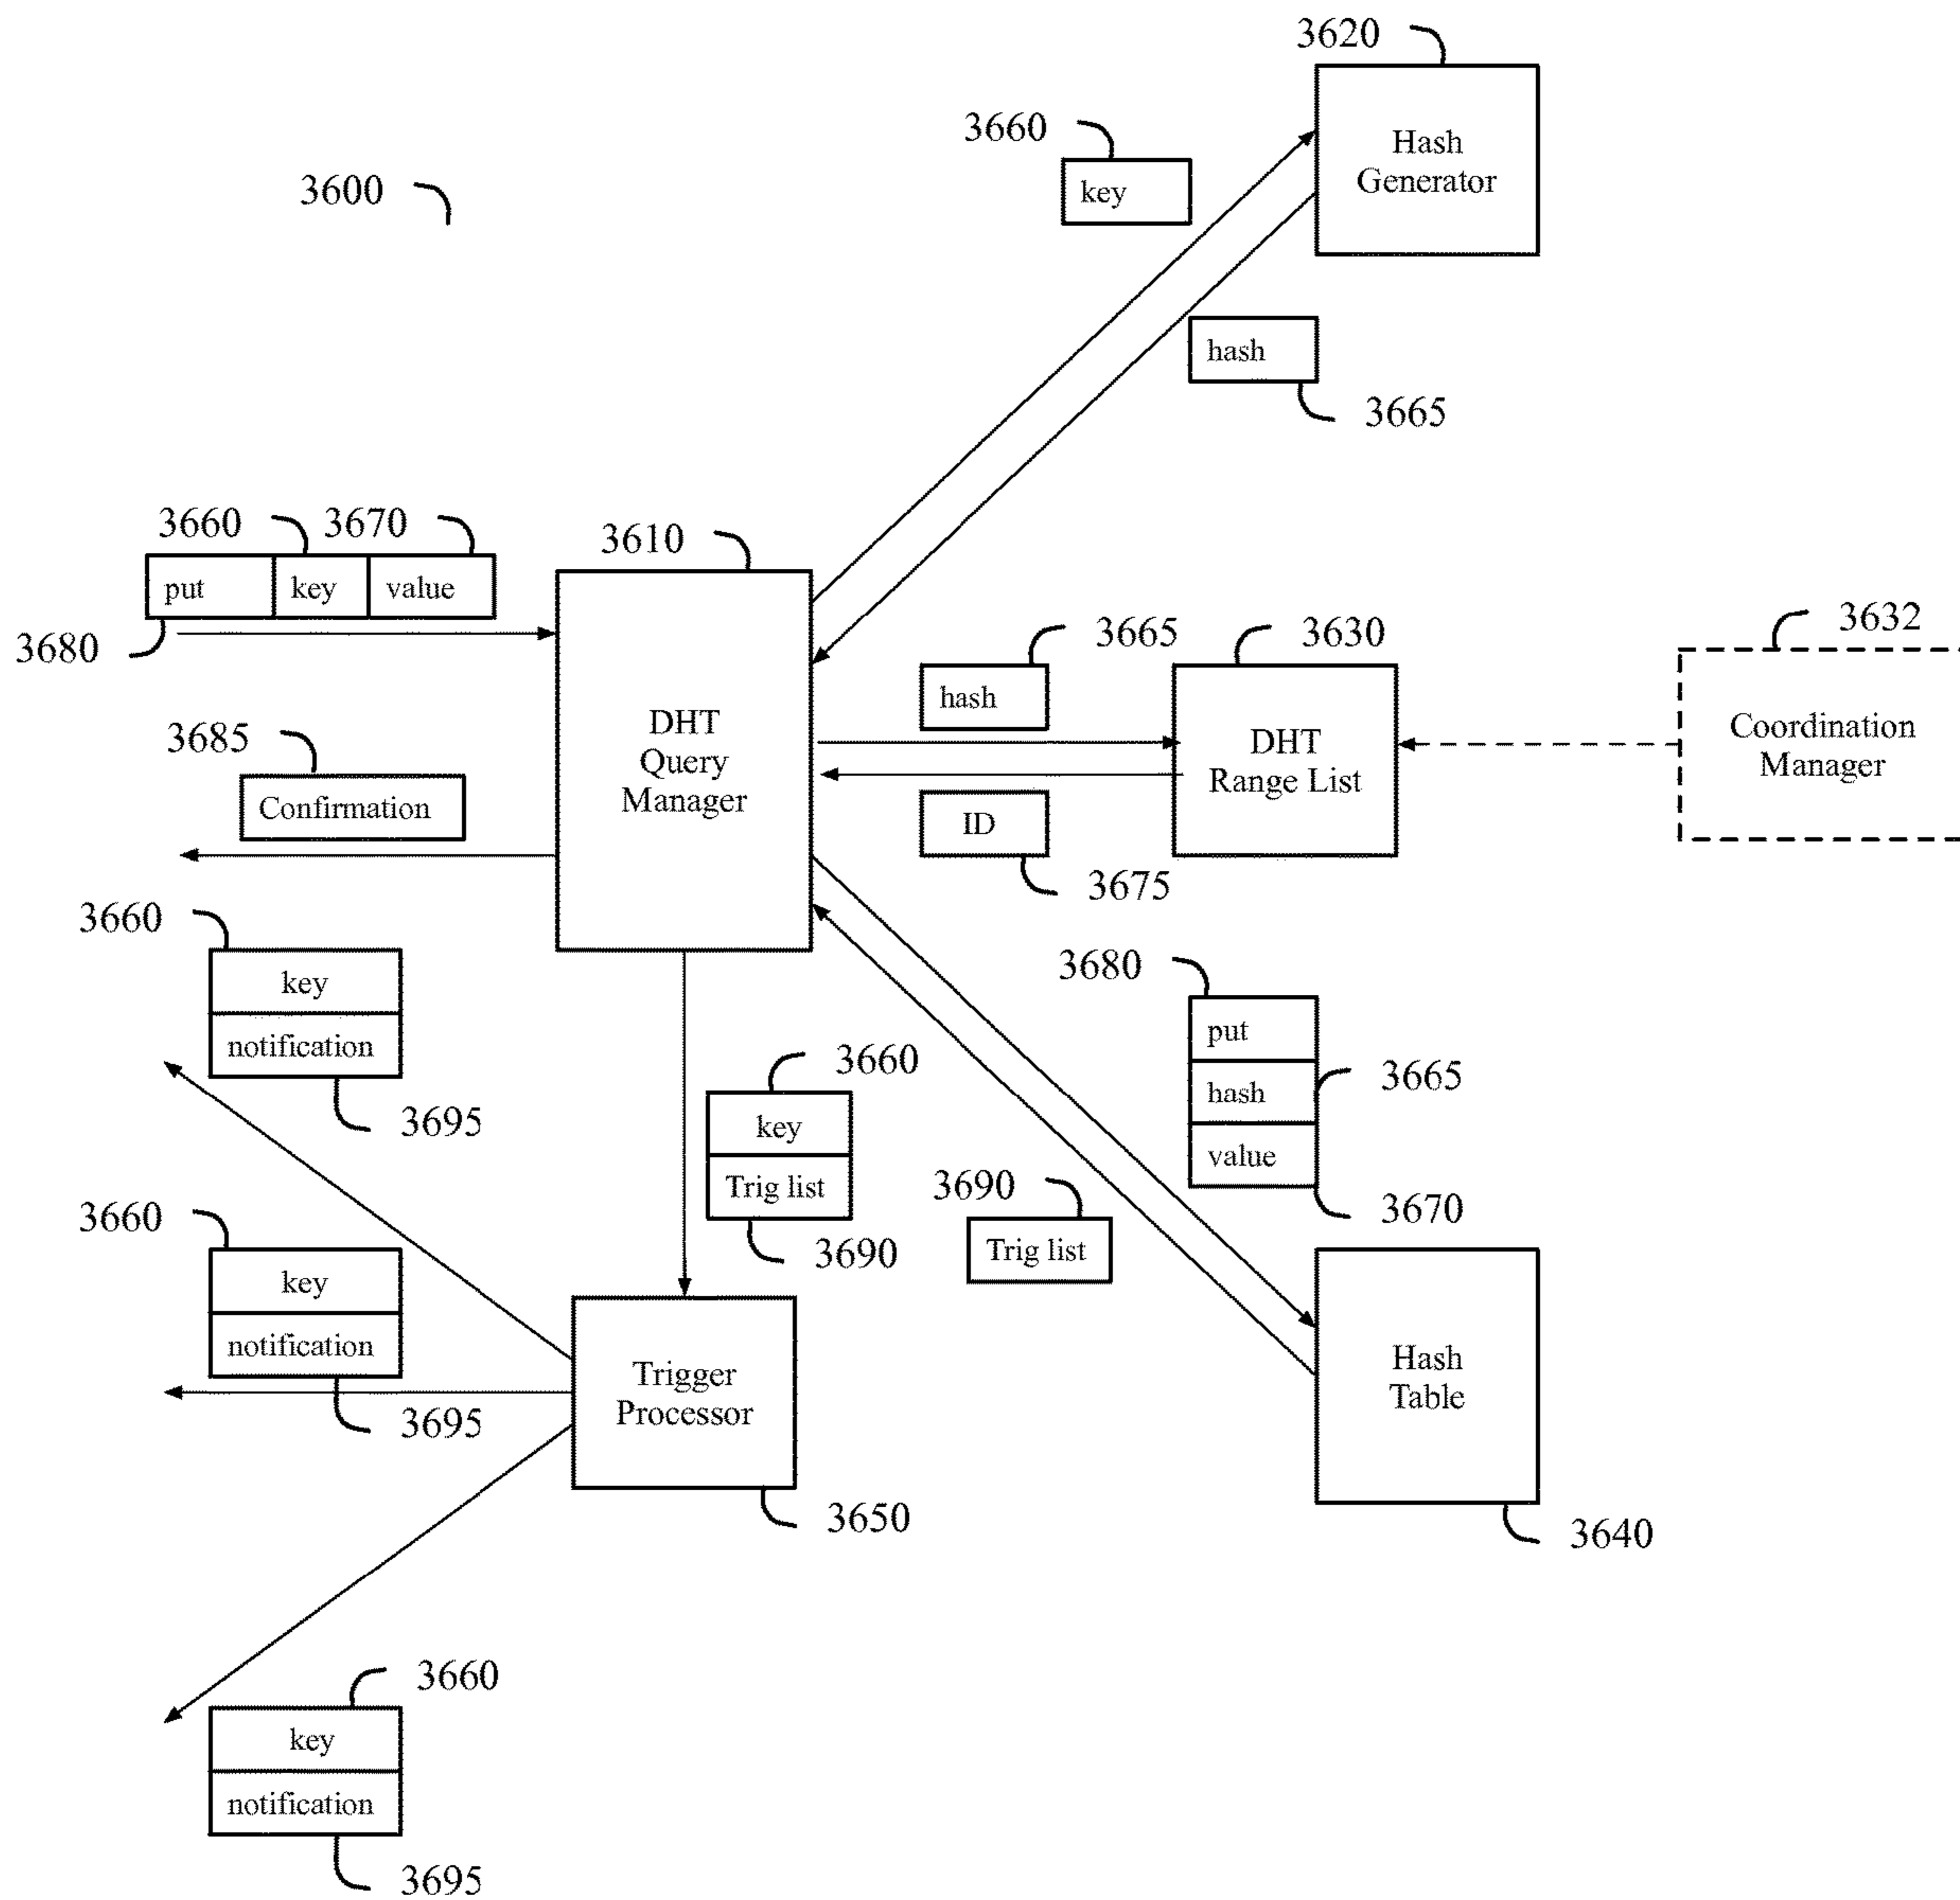 3620
3660
Hash
Generator
key
3600
hash
3665
3660
3670
3610
put
key
value
3680
3665
3630
3632
hash
DHT
Query
Manager
DHT
Range List
Coordination
Manager
3685
Confirmation
ID
3675
3660
key
notification
3695
3680
put
hash
value
3665
3670
3660
key
Trig list
3690
3690
Trig list
3660
key
notification
3695
Trigger
Processor
3650
Hash
Table
3640
3660
key
notification
3695